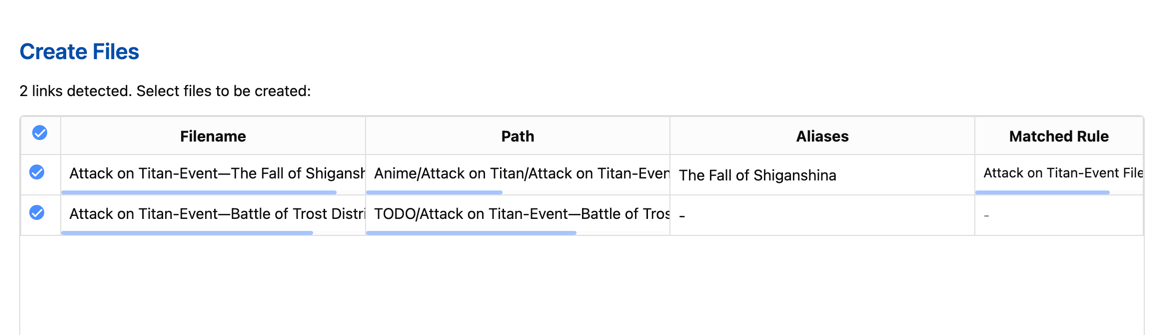 Create Files
2 links detected. Select files to be created:
Filename Path Aliases Matched Rule
Attack on Titan-Event—The Fall of Shigansh Anime/Attack on Titan/Attack on Titan-Even The Fall of Shiganshina Attack on Titan-Event File
Attack on Titan-Event—Battle of Trost Distri TODO/Attack on Titan-Event—Battle of Tros - -